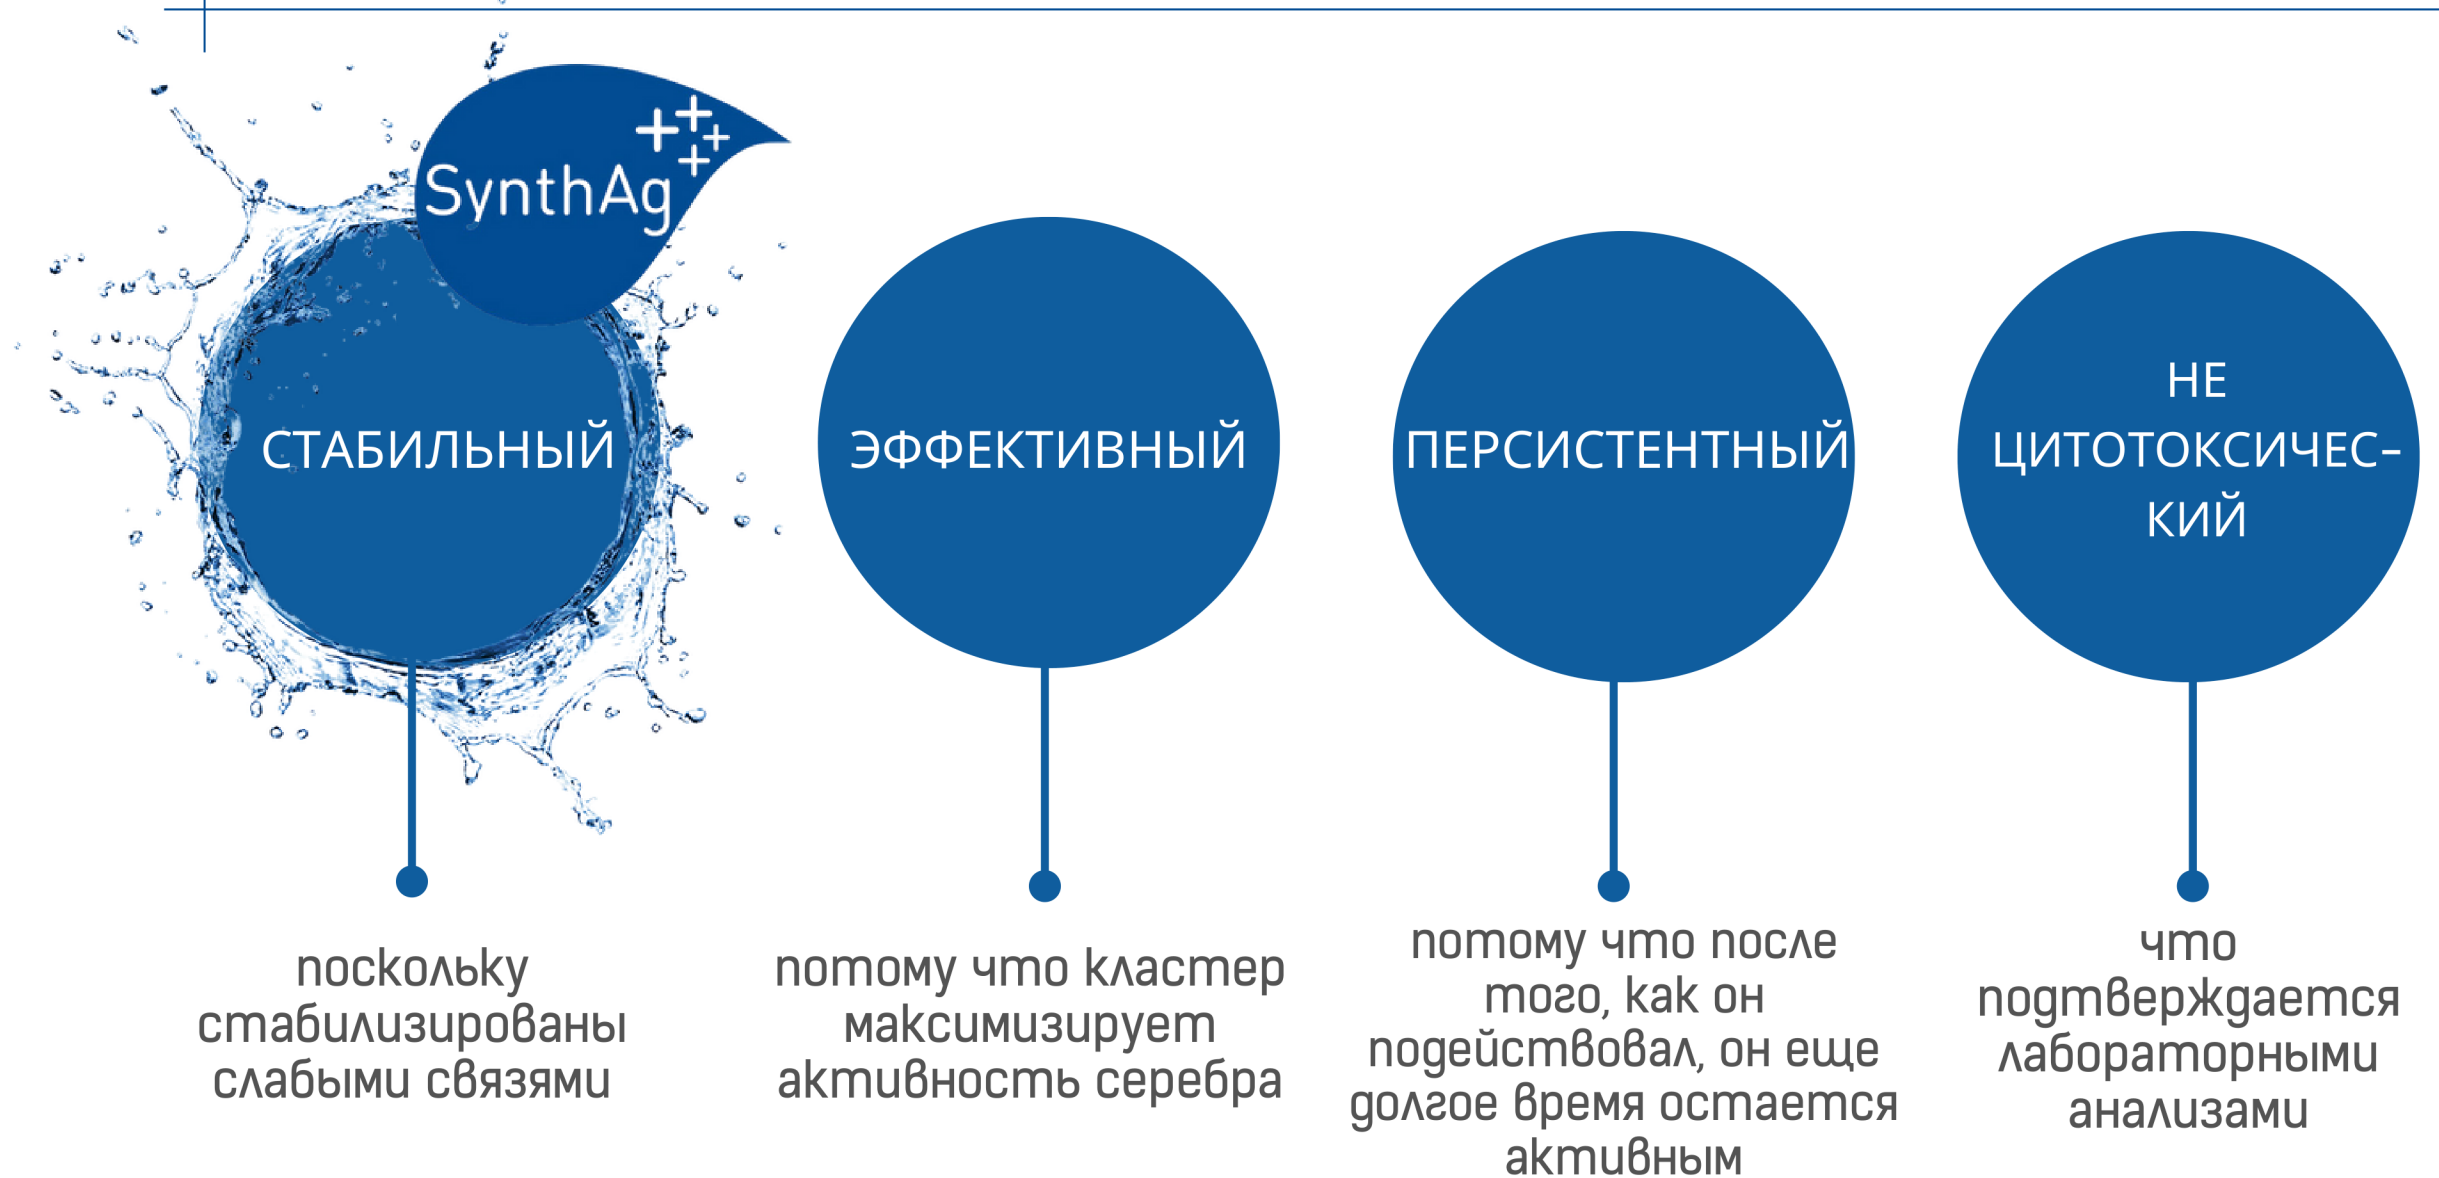 SynthAg
СТАБИЛЬНЫЙ
поскольку
стабилизированы
слабыми связями
ЭФФЕКТИВНЫЙ
потому что кластер
максимизирует
активность серебра
ПЕРСИСТЕНТНЫЙ
потому что после
того, как он
подействовал, он еще
долгое время остается
активным
НЕ
ЦИТОТОКСИЧЕС-
КИЙ
что
подтверждается
лабораторными
анализами